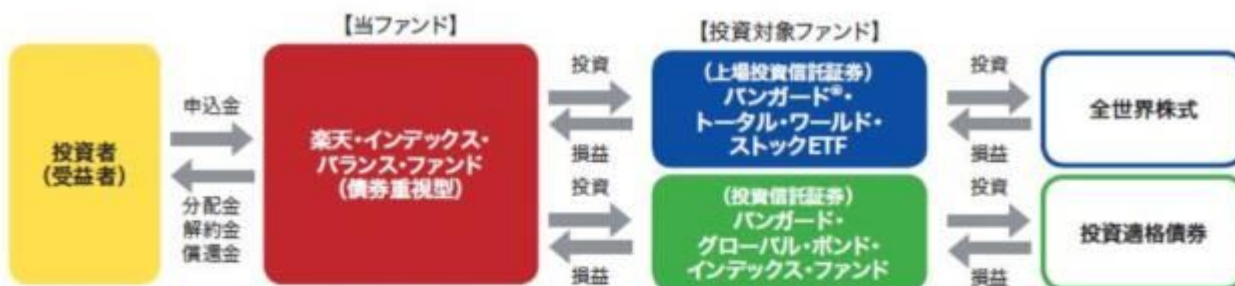 【当ファンド】
【投資対象ファンド】
投資者
(受益者)
申込金
分配金
解約金
償還金
楽天・インデックス・
バランス・ファンド
(債券重視型)
投資
損益
投資
損益
(上場投資信託証券)
バンガード®・
トータル・ワールド・
ストックETF
(投資信託証券)
バンガード・
グローバル・ボンド・
インデックス・ファンド
投資
損益
投資
損益
全世界株式
投資適格債券